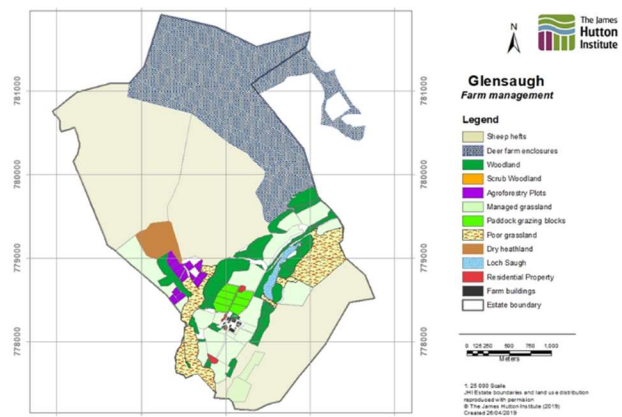 N
The James
Hutton
Institute
Glensaugh
Farm management
Legend
Sheep hefts
Deer farm enclosures
Woodland
Scrub Woodland
Agroforestry Plots
Managed grassland
Paddock grazing blocks
Poor grassland
Dry heathland
Loch Saugh
Residential Property
Farm buildings
Estate boundary
0 125 250 500 750 1,000
Meters
1: 25 000 Scale
JHI Estate boundaries and land use distribution
reproduced with permission
© The James Hutton Institute (2019)
Created 26/04/2019
781000
780000
779000
778000
781000
780000
779000
778000